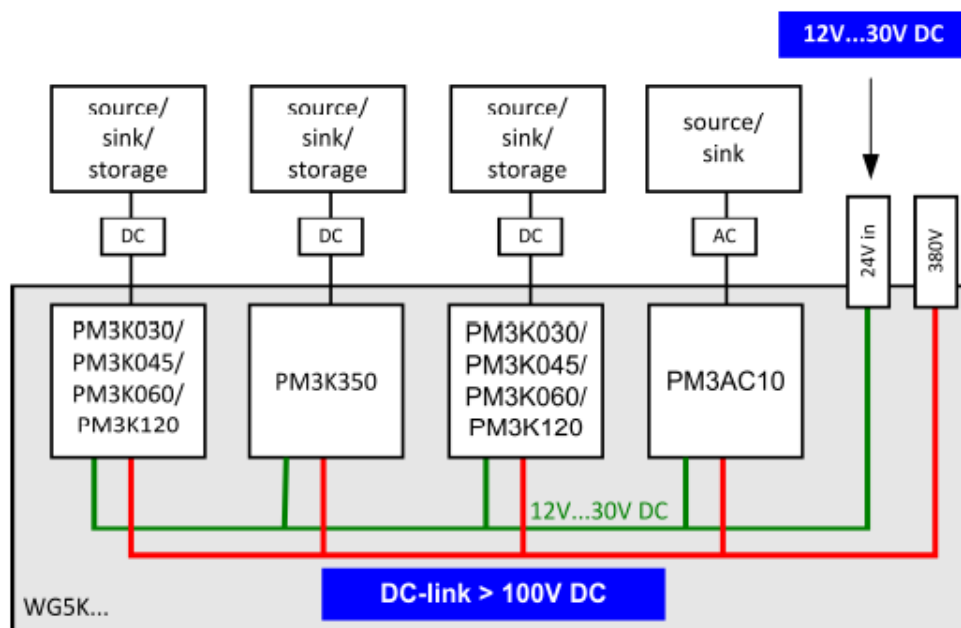 12V...30V DC
source/
sink/
storage
source/
sink/
storage
source/
sink/
storage
source/
sink
DC
DC
DC
AC
24V in
380V
PM3K030/
PM3K045/
PM3K060/
PM3K120
PM3K350
PM3K030/
PM3K045/
PM3K060/
PM3K120
PM3AC10
12V...30V DC
DC-link > 100V DC
WG5K...